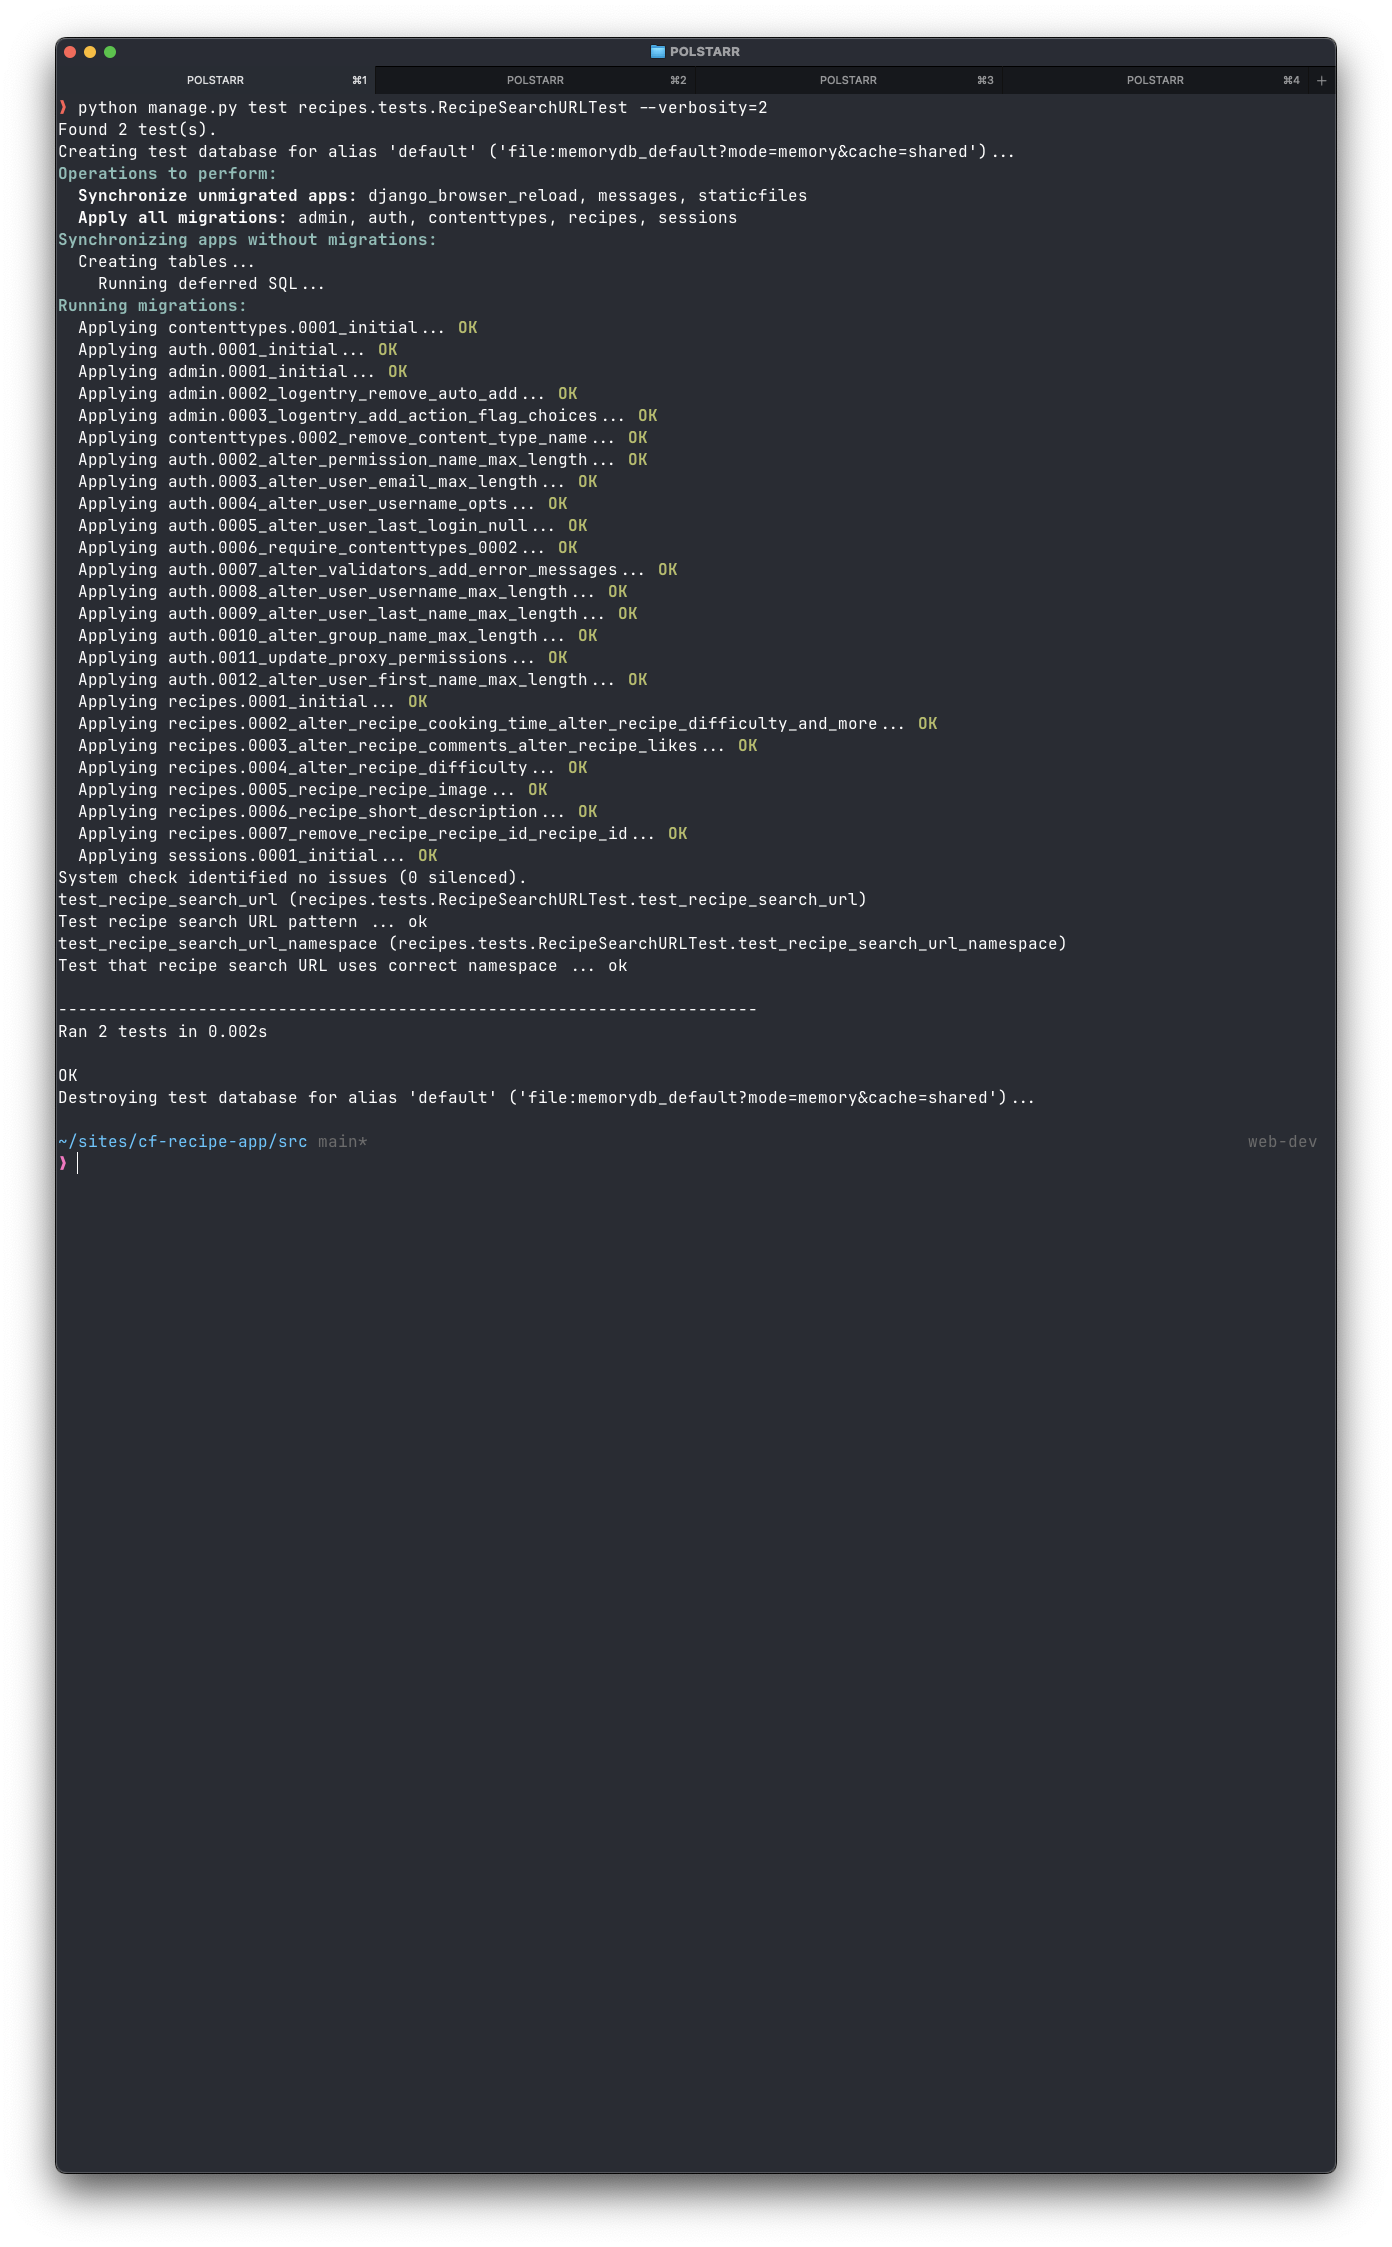 POLSTARR
POLSTARR ⌘1 POLSTARR ⌘2 POLSTARR ⌘3 POLSTARR ⌘4 +
❯ python manage.py test recipes.tests.RecipeSearchURLTest --verbosity=2
Found 2 test(s).
Creating test database for alias 'default' ('file:memorydb_default?mode=memory&cache=shared')...
Operations to perform:
  Synchronize unmigrated apps: django_browser_reload, messages, staticfiles
  Apply all migrations: admin, auth, contenttypes, recipes, sessions
Synchronizing apps without migrations:
  Creating tables...
    Running deferred SQL...
Running migrations:
  Applying contenttypes.0001_initial... OK
  Applying auth.0001_initial... OK
  Applying admin.0001_initial... OK
  Applying admin.0002_logentry_remove_auto_add... OK
  Applying admin.0003_logentry_add_action_flag_choices... OK
  Applying contenttypes.0002_remove_content_type_name... OK
  Applying auth.0002_alter_permission_name_max_length... OK
  Applying auth.0003_alter_user_email_max_length... OK
  Applying auth.0004_alter_user_username_opts... OK
  Applying auth.0005_alter_user_last_login_null... OK
  Applying auth.0006_require_contenttypes_0002... OK
  Applying auth.0007_alter_validators_add_error_messages... OK
  Applying auth.0008_alter_user_username_max_length... OK
  Applying auth.0009_alter_user_last_name_max_length... OK
  Applying auth.0010_alter_group_name_max_length... OK
  Applying auth.0011_update_proxy_permissions... OK
  Applying auth.0012_alter_user_first_name_max_length... OK
  Applying recipes.0001_initial... OK
  Applying recipes.0002_alter_recipe_cooking_time_alter_recipe_difficulty_and_more... OK
  Applying recipes.0003_alter_recipe_comments_alter_recipe_likes... OK
  Applying recipes.0004_alter_recipe_difficulty... OK
  Applying recipes.0005_recipe_recipe_image... OK
  Applying recipes.0006_recipe_short_description... OK
  Applying recipes.0007_remove_recipe_recipe_id_recipe_id... OK
  Applying sessions.0001_initial... OK
System check identified no issues (0 silenced).
test_recipe_search_url (recipes.tests.RecipeSearchURLTest.test_recipe_search_url)
Test recipe search URL pattern ... ok
test_recipe_search_url_namespace (recipes.tests.RecipeSearchURLTest.test_recipe_search_url_namespace)
Test that recipe search URL uses correct namespace ... ok
----------------------------------------------------------------------
Ran 2 tests in 0.002s
OK
Destroying test database for alias 'default' ('file:memorydb_default?mode=memory&cache=shared')...
~/sites/cf-recipe-app/src main* web-dev
❯